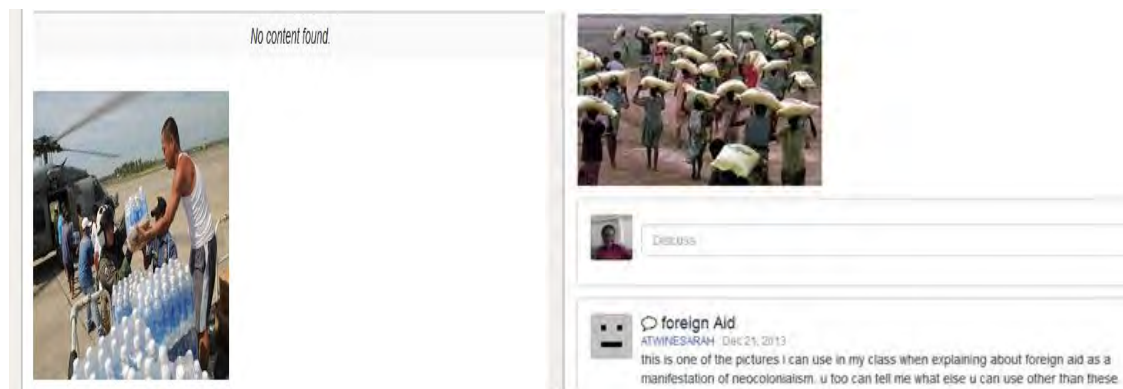 No content found.
Discuss
foreign Aid
ATWINESARAH Dec 21, 2013
this is one of the pictures I can use in my class when explaining about foreign aid as a
manifestation of neocolonialism. u too can tell me what else u can use other than these